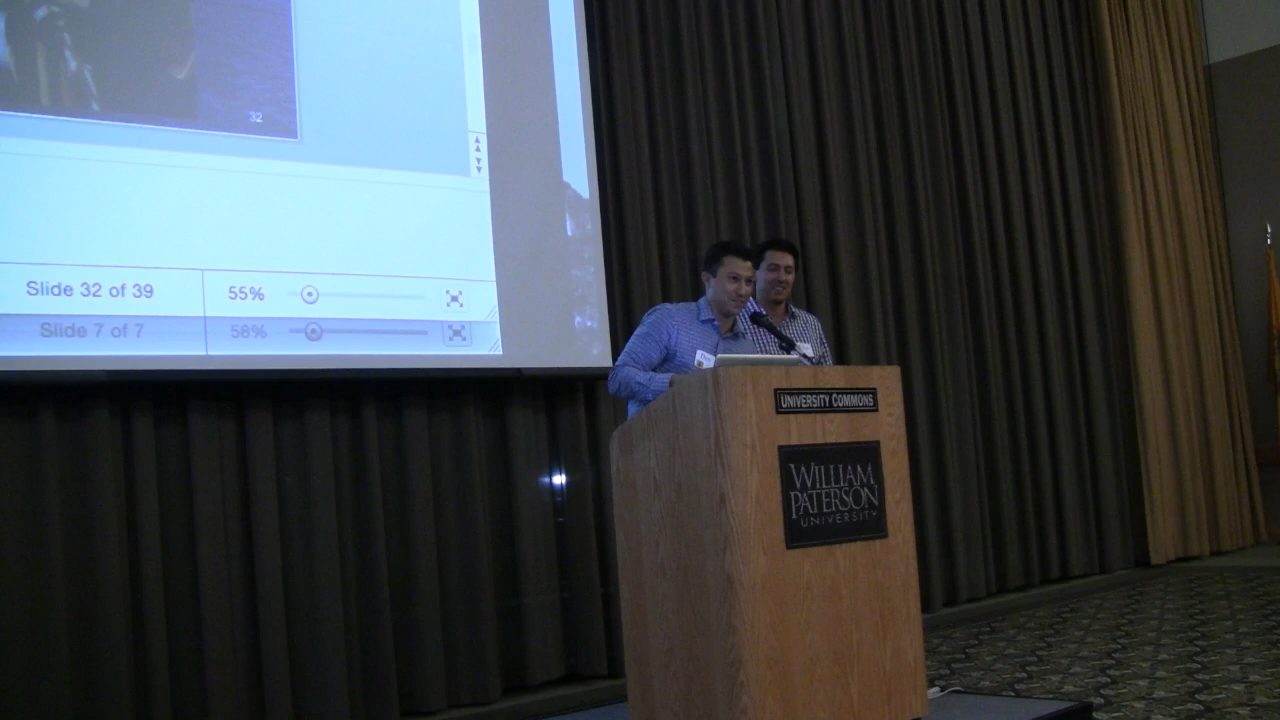 32
Slide 32 of 39
55%
Slide 7 of 7
58%
UNIVERSITY COMMONS
WILLIAM
PATERSON
UNIVERSITY